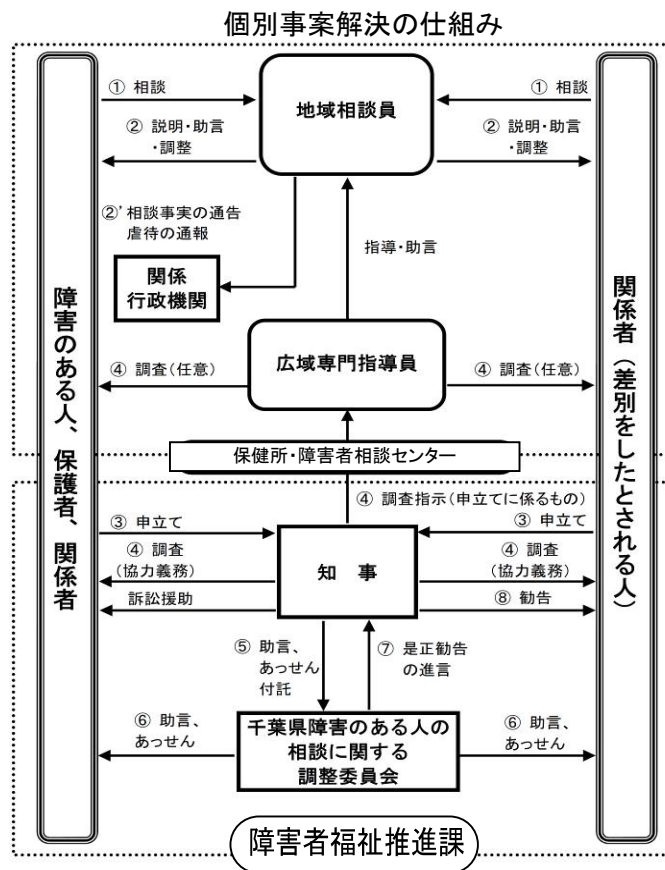 個別事案解決の仕組み
障害のある人、保護者、関係者
関係者（差別をしたとされる人）
地域相談員
① 相談
① 相談
② 説明・助言
・調整
② 説明・助言
・調整
②’相談事実の通告
虐待の通報
関係
行政機関
指導・助言
広域専門指導員
④ 調査（任意）
④ 調査（任意）
保健所・障害者相談センター
④ 調査指示（申立てに係るもの）
③ 申立て
③ 申立て
知　事
④ 調査
（協力義務）
④ 調査
（協力義務）
訴訟援助
⑧ 勧告
⑤ 助言、
あっせん
付託
⑦ 是正勧告
の進言
⑥ 助言、
あっせん
千葉県障害のある人の
相談に関する
調整委員会
⑥ 助言、
あっせん
障害者福祉推進課